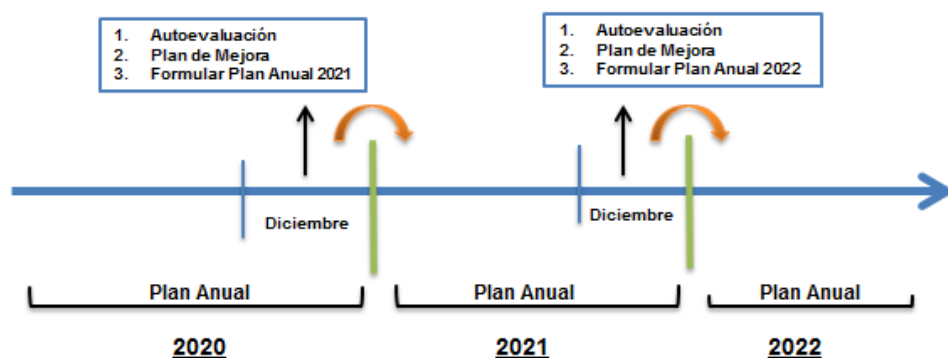 1. Autoevaluación
2. Plan de Mejora
3. Formular Plan Anual 2021
1. Autoevaluación
2. Plan de Mejora
3. Formular Plan Anual 2022
Diciembre
Diciembre
Plan Anual
Plan Anual
Plan Anual
2020
2021
2022